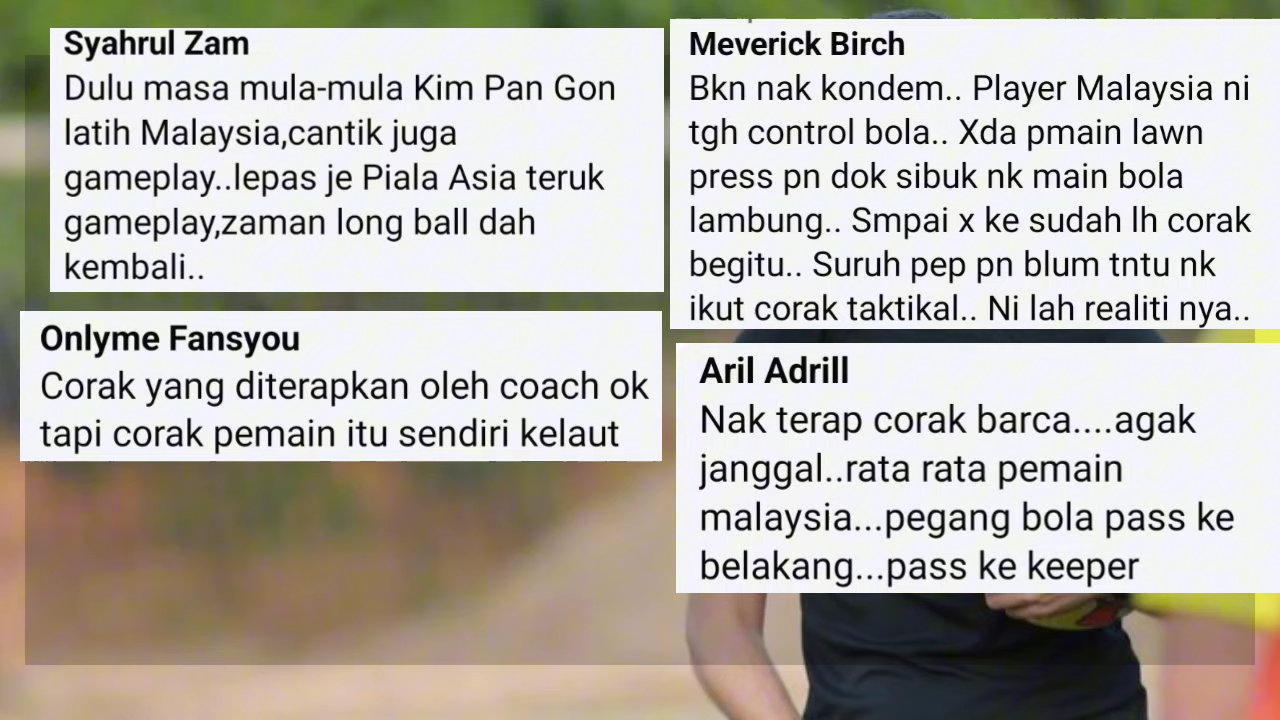 Syahrul Zam
Dulu masa mula-mula Kim Pan Gon
latih Malaysia,cantik juga
gameplay..lepas je Piala Asia teruk
gameplay,zaman long ball dah
kembali..
Onlyme Fansyou
Corak yang diterapkan oleh coach ok
tapi corak pemain itu sendiri kelaut
Meverick Birch
Bkn nak kondem.. Player Malaysia ni
tgh control bola.. Xda pmain lawn
press pn dok sibuk nk main bola
lambung.. Smpai x ke sudah lh corak
begitu.. Suruh pep pn blum tntu nk
ikut corak taktikal.. Ni lah realiti nya..
Aril Adrill
Nak terap corak barca....agak
janggal..rata rata pemain
malaysia...pegang bola pass ke
belakang...pass ke keeper